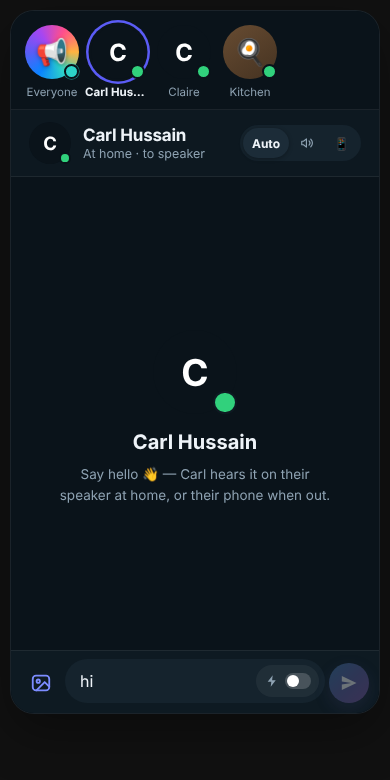 C
C
Everyone
Carl Hus...
Claire
Kitchen
C
Carl Hussain
At home · to speaker
Auto
C
Carl Hussain
Say hello 👋 — Carl hears it on their
speaker at home, or their phone when out.
hi